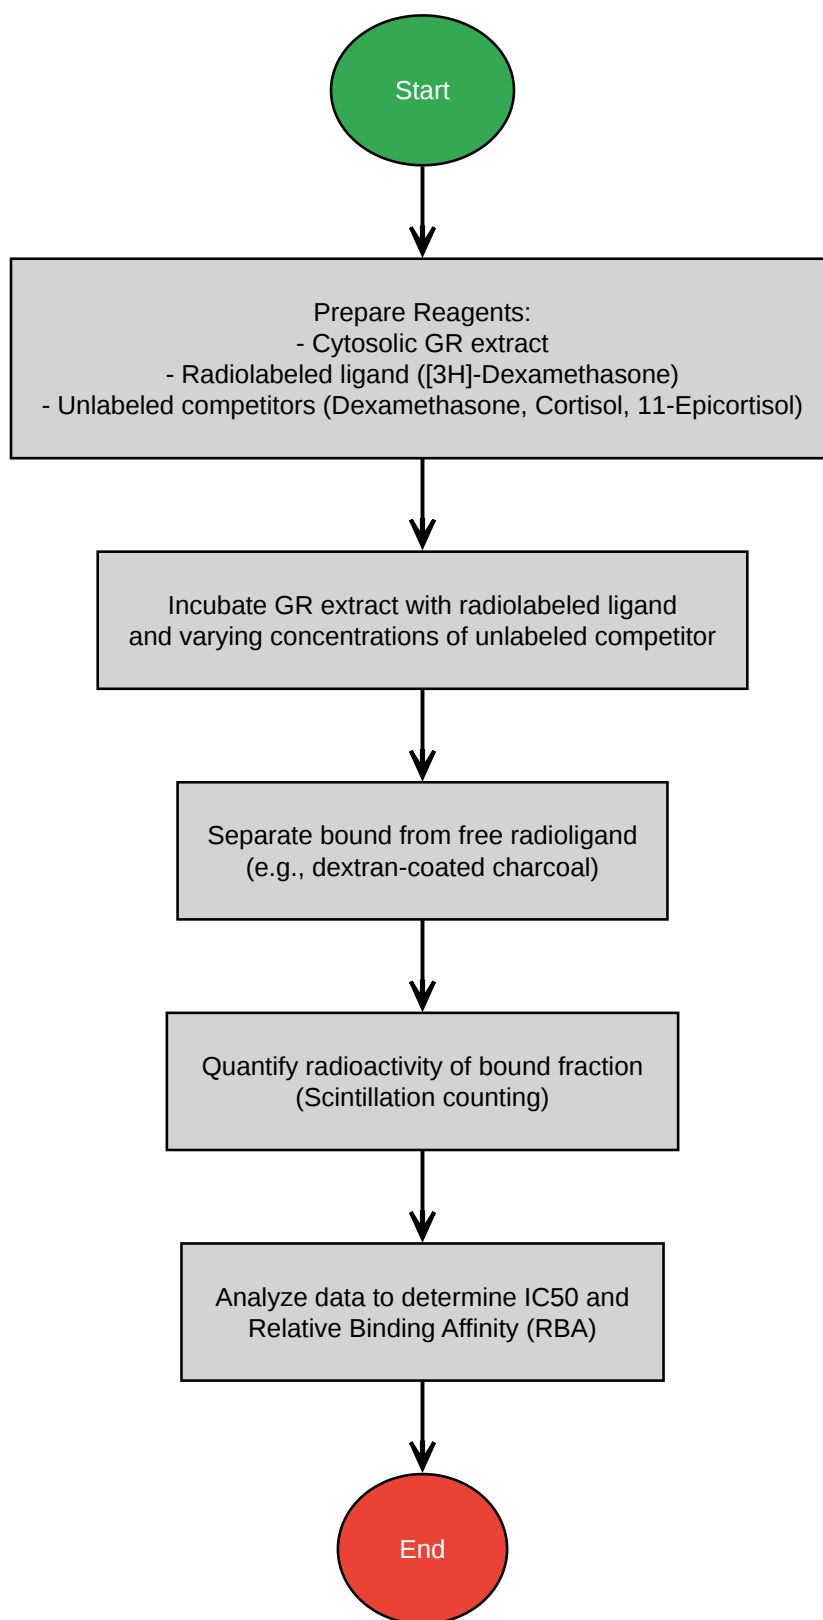 Start
Prepare Reagents:
- Cytosolic GR extract
- Radiolabeled ligand ([3H]-Dexamethasone)
- Unlabeled competitors (Dexamethasone, Cortisol, 11-Epicortisol)
Incubate GR extract with radiolabeled ligand
and varying concentrations of unlabeled competitor
Separate bound from free radioligand
(e.g., dextran-coated charcoal)
Quantify radioactivity of bound fraction
(Scintillation counting)
Analyze data to determine IC50 and
Relative Binding Affinity (RBA)
End